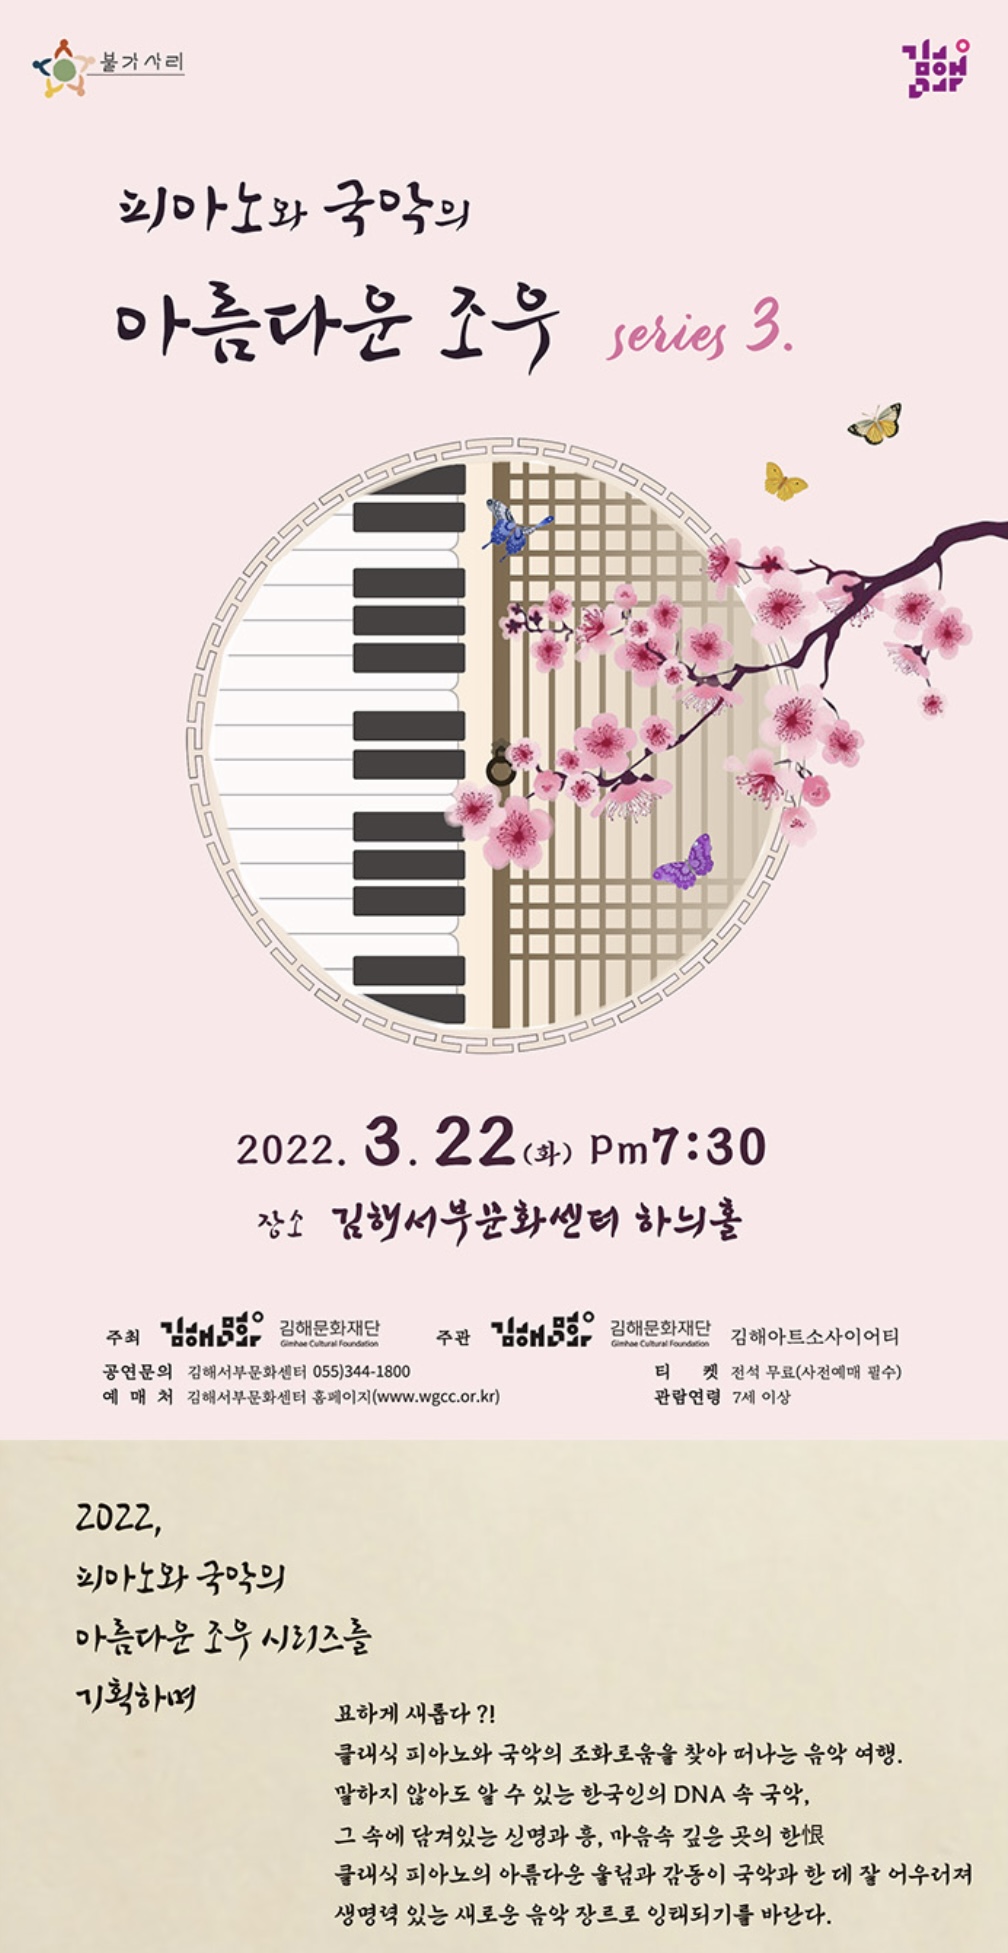 불가사리
김해
문화
피아노와 국악의
아름다운 조우 series 3.
2022. 3. 22(화) Pm7:30
장소 김해서부문화센터 하늬홀
주최 김해문화 김해문화재단 Gimhae Cultural Foundation 주관 김해문화 김해문화재단 Gimhae Cultural Foundation 김해아트소사이어티
공연문의 김해서부문화센터 055)344-1800 티 켓 전석 무료(사전예매 필수)
예 매 처 김해서부문화센터 홈페이지(www.wgcc.or.kr) 관람연령 7세 이상
2022,
피아노와 국악의
아름다운 조우 시리즈를
기획하며
묘하게 새롭다 ?!
클래식 피아노와 국악의 조화로움을 찾아 떠나는 음악 여행.
말하지 않아도 알 수 있는 한국인의 DNA 속 국악,
그 속에 담겨있는 신명과 흥, 마음속 깊은 곳의 한恨
클래식 피아노의 아름다운 울림과 감동이 국악과 한 데 잘 어우러져
생명력 있는 새로운 음악 장르로 잉태되기를 바란다.